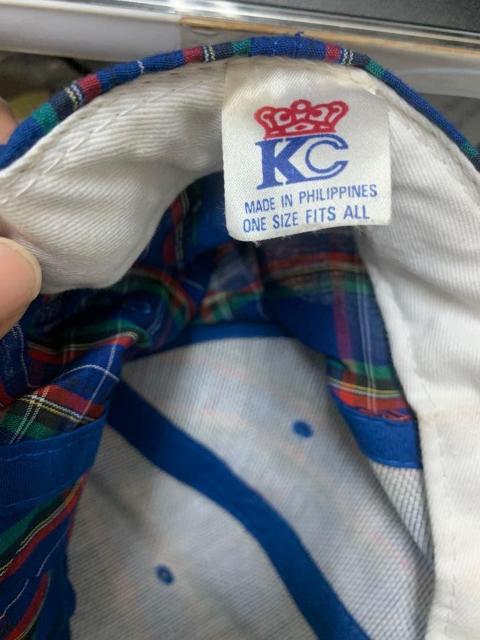 KC
MADE IN PHILIPPINES
ONE SIZE FITS ALL